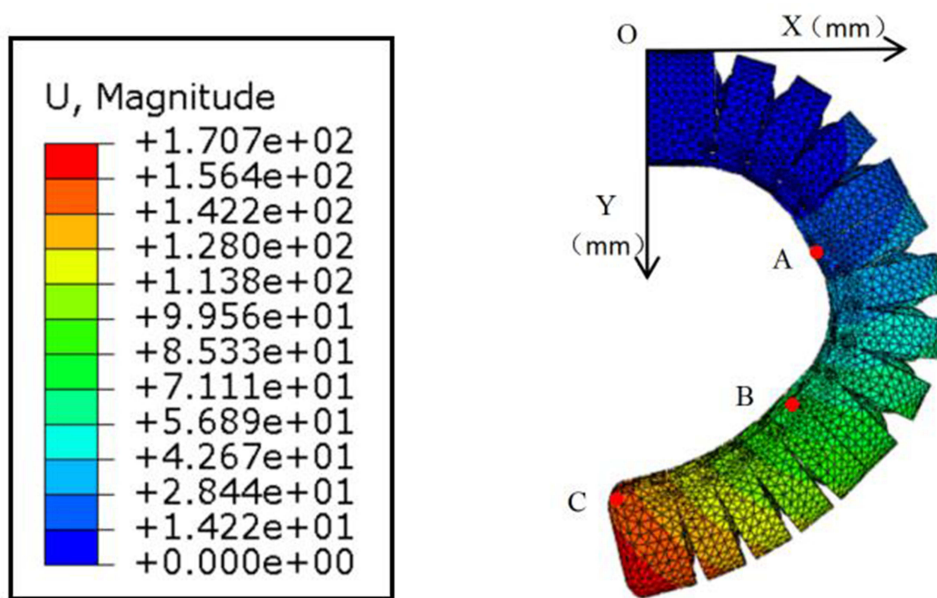 U, Magnitude
+1.707e+02
+1.564e+02
+1.422e+02
+1.280e+02
+1.138e+02
+9.956e+01
+8.533e+01
+7.111e+01
+5.689e+01
+4.267e+01
+2.844e+01
+1.422e+01
+0.000e+00
O
X（mm）
Y
（mm）
A
B
C